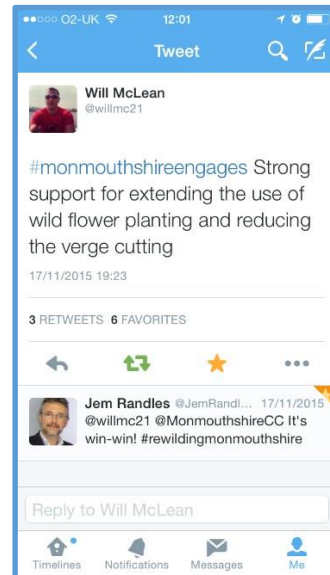 O2-UK 12:01
Tweet
Will McLean
@willmc21
#monmouthshireengages Strong
support for extending the use of
wild flower planting and reducing
the verge cutting
17/11/2015 19:23
3 RETWEETS 6 FAVORITES
Jem Randles @JemRandl... 17/11/2015
@willmc21 @MonmouthshireCC It's
win-win! #rewildingmonmouthshire
Reply to Will McLean
Timelines Notifications Messages Me